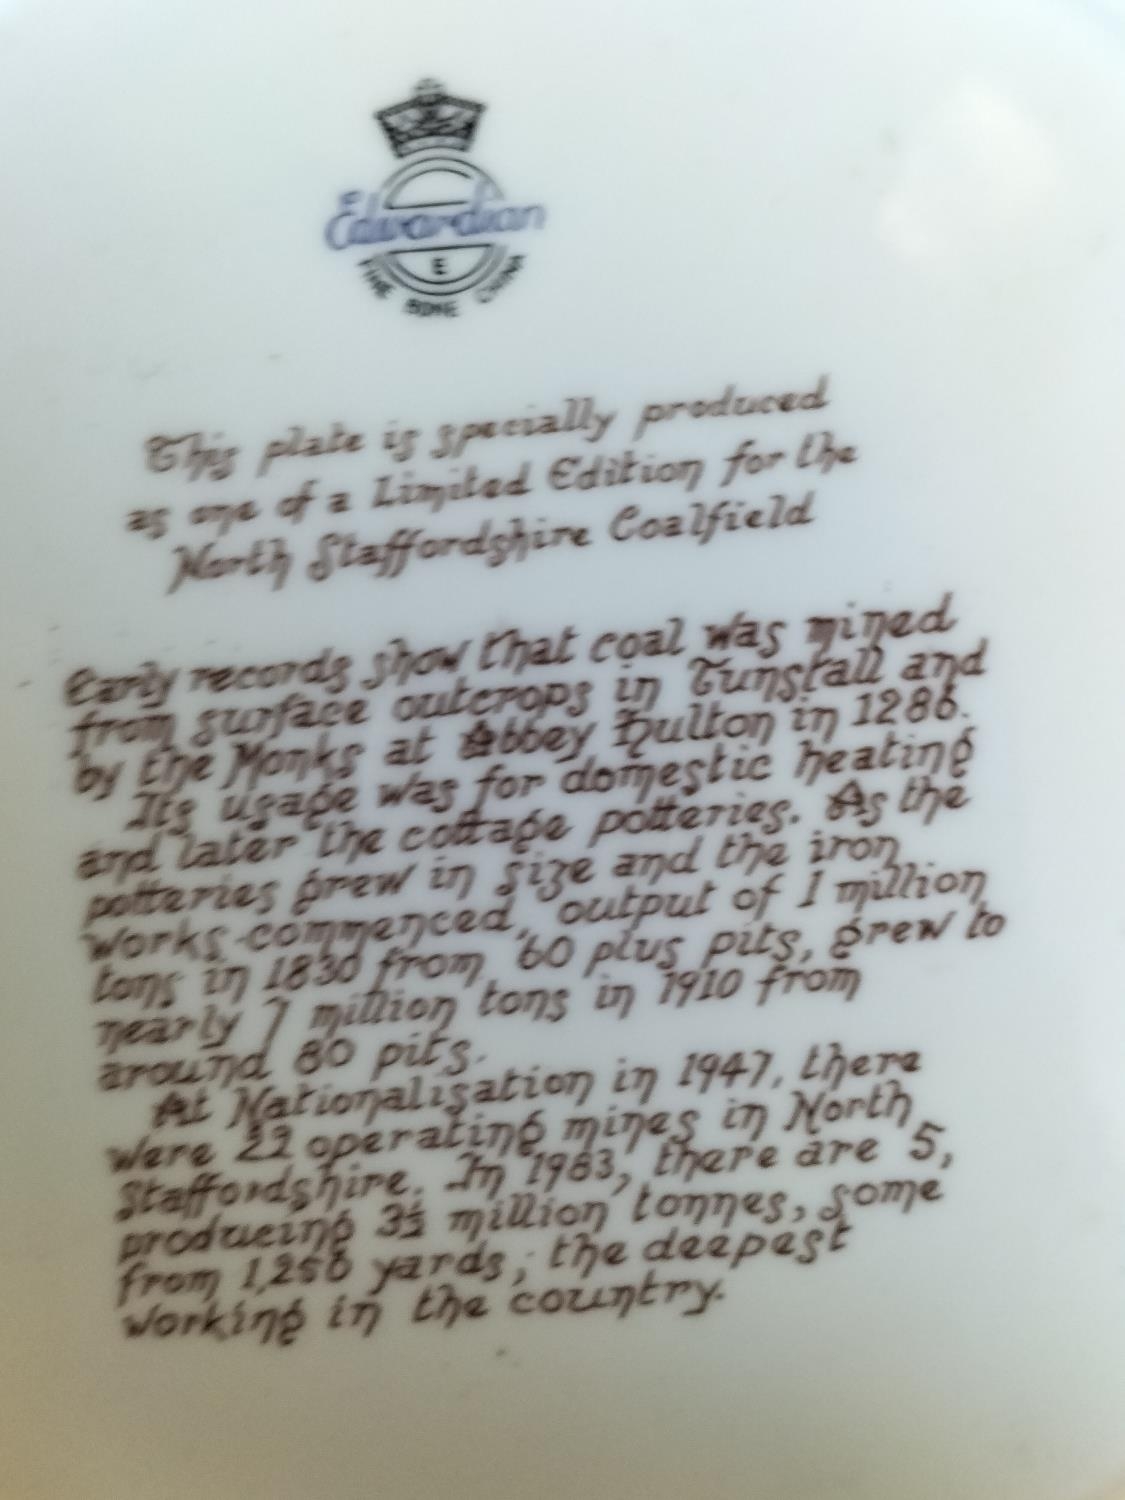 Edwardian
E
FINE BONE CHINA
This plate is specially produced
as one of a Limited Edition for the
North Staffordshire Coalfield
Early records show that coal was mined
from surface outcrops in Tunstall and
by the Monks at Abbey Hulton in 1286.
Its usage was for domestic heating
and later the cottage potteries. As the
potteries grew in size and the iron
works commenced, output of 1 million
tons in 1830 from 60 plus pits, grew to
nearly 7 million tons in 1910 from
around 80 pits.
At Nationalisation in 1947, there
were 22 operating mines in North
Staffordshire. In 1983, there are 5,
producing 3½ million tonnes, some
from yards; the deepest
working in the country.